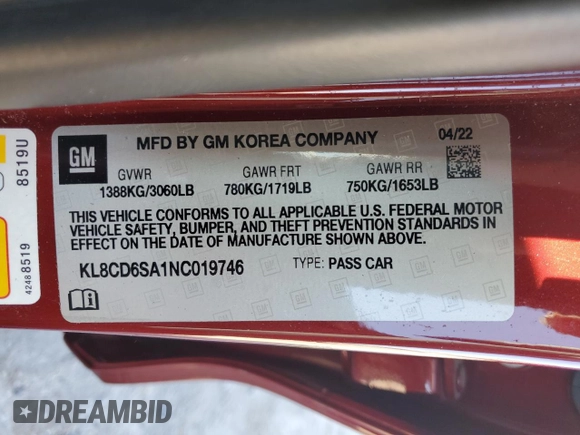 GM
MFD BY GM KOREA COMPANY
04/22
GVWR
GAWR FRT
GAWR RR
1388KG/3060LB
780KG/1719LB
750KG/1653LB
THIS VEHICLE CONFORMS TO ALL APPLICABLE U.S. FEDERAL MOTOR
VEHICLE SAFETY, BUMPER, AND THEFT PREVENTION STANDARDS IN
EFFECT ON THE DATE OF MANUFACTURE SHOWN ABOVE.
KL8CD6SA1NC019746
TYPE: PASS CAR
8519U
42488519
DREAMBID